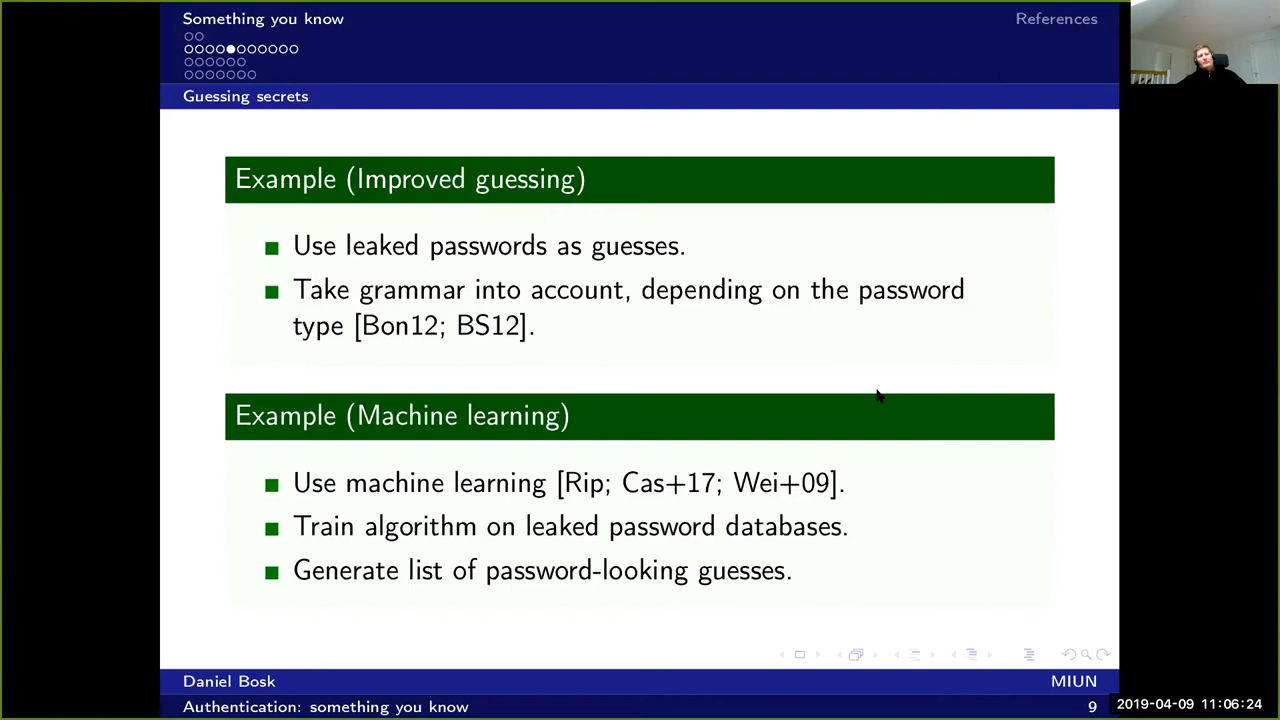 Something you know
References
Guessing secrets
Example (Improved guessing)
Use leaked passwords as guesses.
Take grammar into account, depending on the password
type [Bon12; BS12].
Example (Machine learning)
Use machine learning [Rip; Cas+17; Wei+09].
Train algorithm on leaked password databases.
Generate list of password-looking guesses.
Daniel Bosk
MIUN
Authentication: something you know
9
2019-04-09 11:06:24